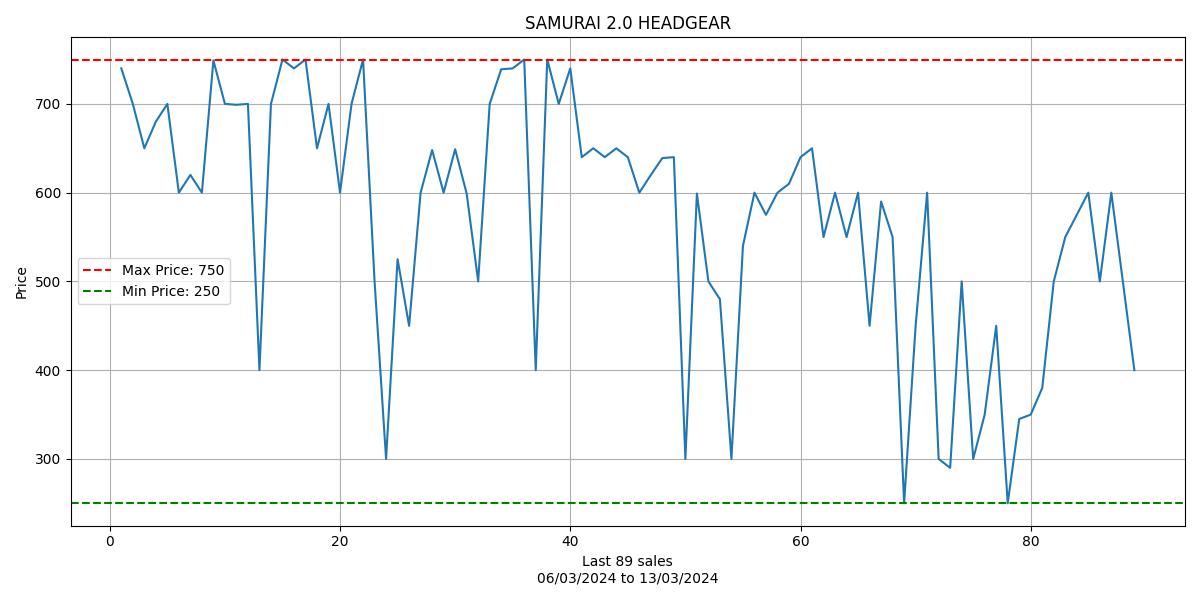 SAMURAI 2.0 HEADGEAR
Price
700
600
500
400
300
Max Price: 750
Min Price: 250
0 20 40 60 80
Last 89 sales
06/03/2024 to 13/03/2024